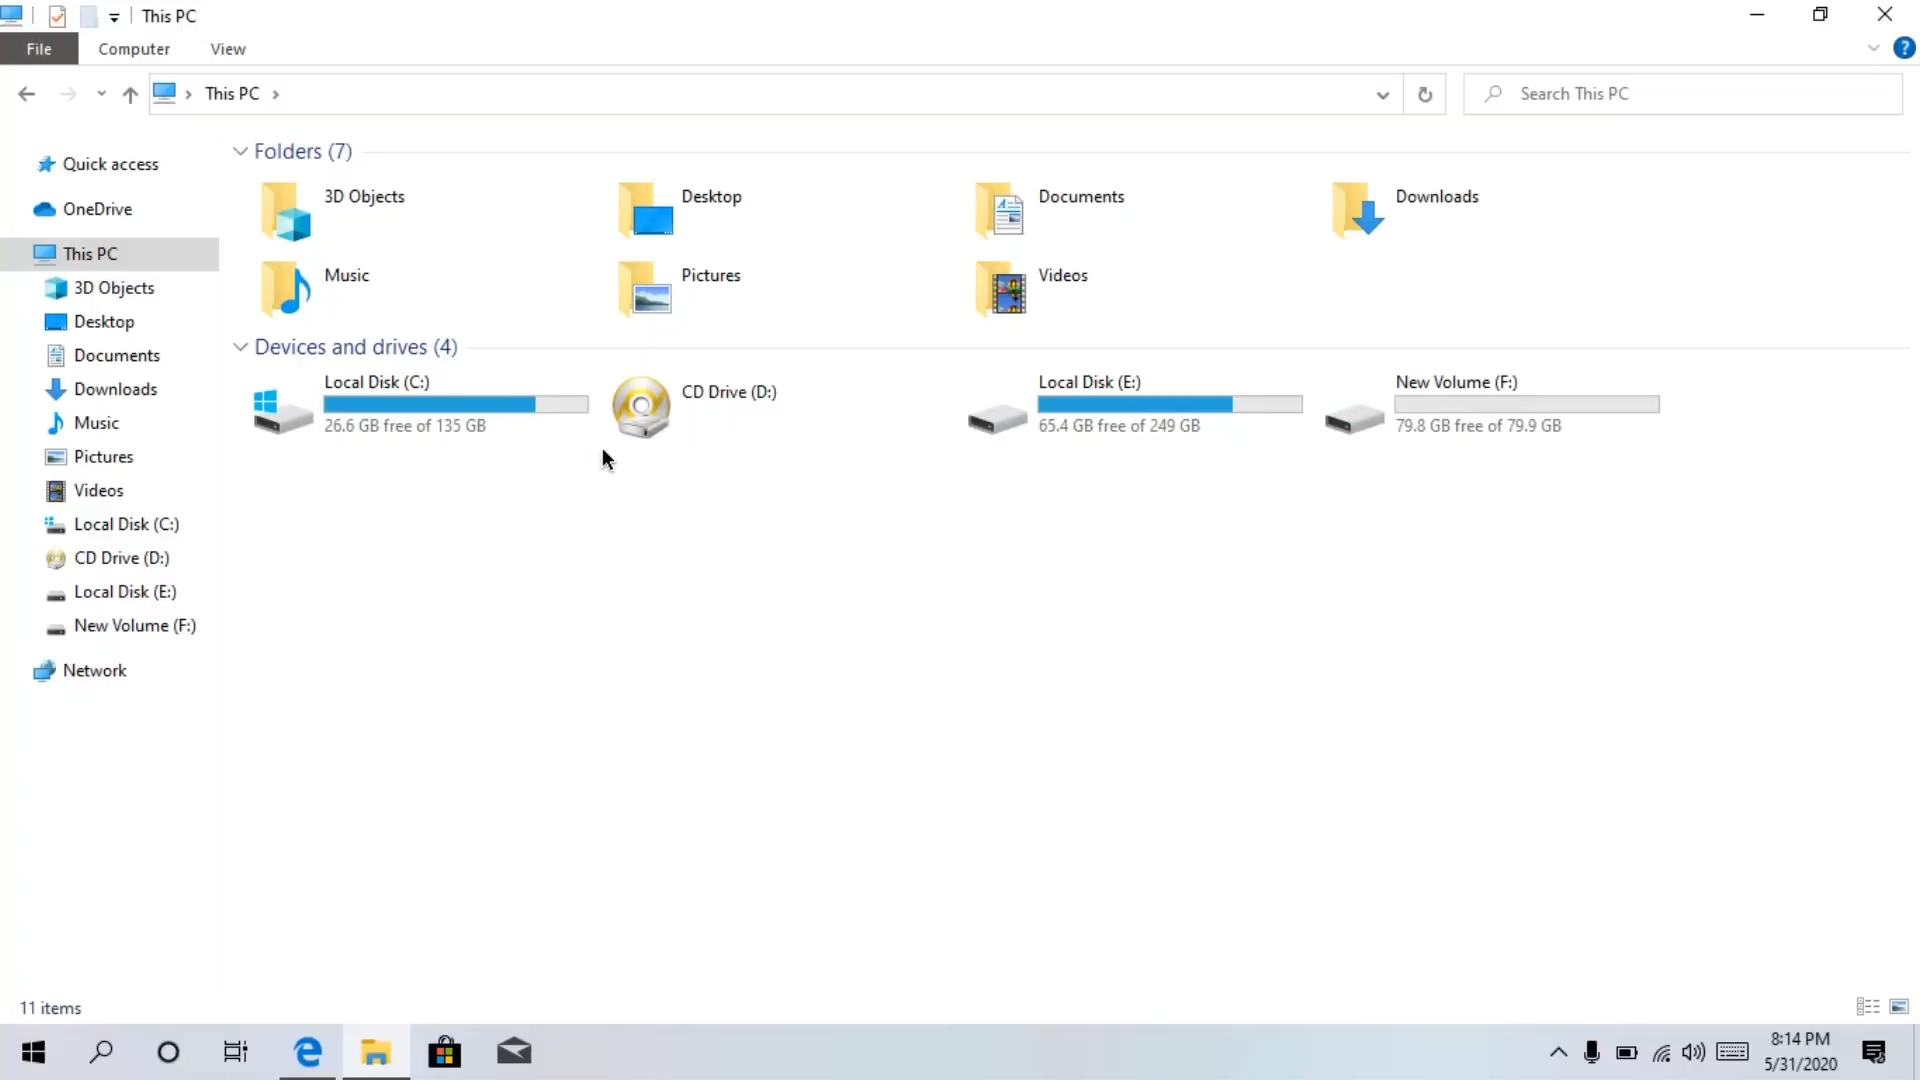 This PC
File Computer View
This PC
Search This PC
Quick access
OneDrive
This PC
3D Objects
Desktop
Documents
Downloads
Music
Pictures
Videos
Local Disk (C:)
CD Drive (D:)
Local Disk (E:)
New Volume (F:)
Network
Folders (7)
3D Objects Desktop Documents Downloads
Music Pictures Videos
Devices and drives (4)
Local Disk (C:)
26.6 GB free of 135 GB
CD Drive (D:)
Local Disk (E:)
65.4 GB free of 249 GB
New Volume (F:)
79.8 GB free of 79.9 GB
11 items
8:14 PM
5/31/2020